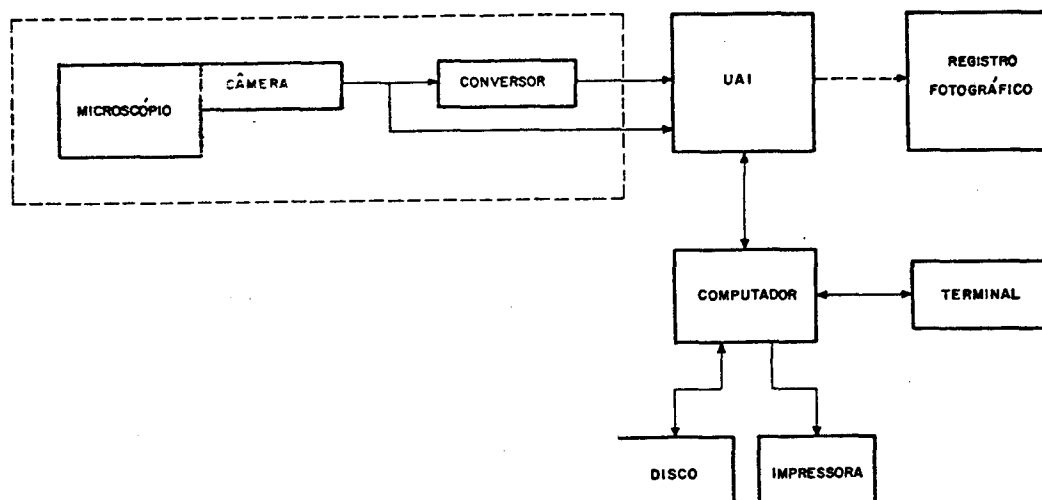 MICROSCÓPIO
CÂMERA
CONVERSOR
UAI
REGISTRO
FOTOGRÁFICO
COMPUTADOR
TERMINAL
DISCO
IMPRESSORA